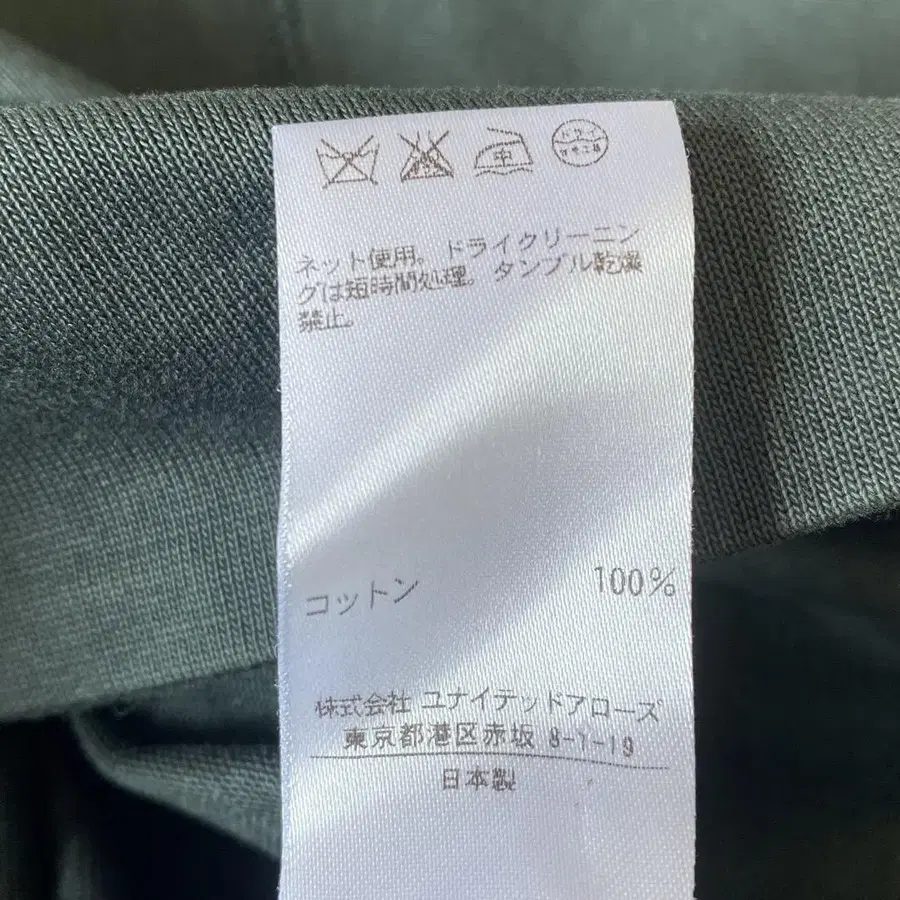 中
ドライ
セキユ系
ネット使用。ドライクリーニン
グは短時間処理。タンブル乾燥
禁止。
コットン 100%
株式会社 ユナイテッドアローズ
東京都港区赤坂 8-1-19
日本製